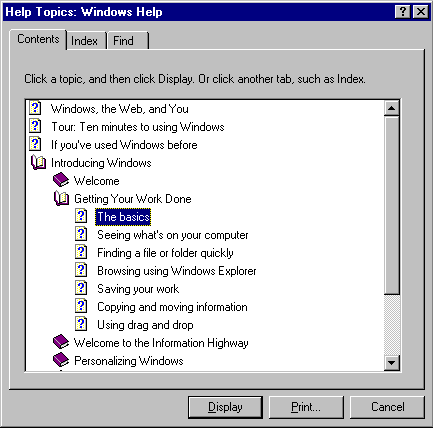 Help Topics: Windows Help
Contents Index Find
Click a topic, and then click Display. Or click another tab, such as Index.
Windows, the Web, and You
Tour: Ten minutes to using Windows
If you've used Windows before
Introducing Windows
Welcome
Getting Your Work Done
The basics
Seeing what's on your computer
Finding a file or folder quickly
Browsing using Windows Explorer
Saving your work
Copying and moving information
Using drag and drop
Welcome to the Information Highway
Personalizing Windows
Display Print... Cancel